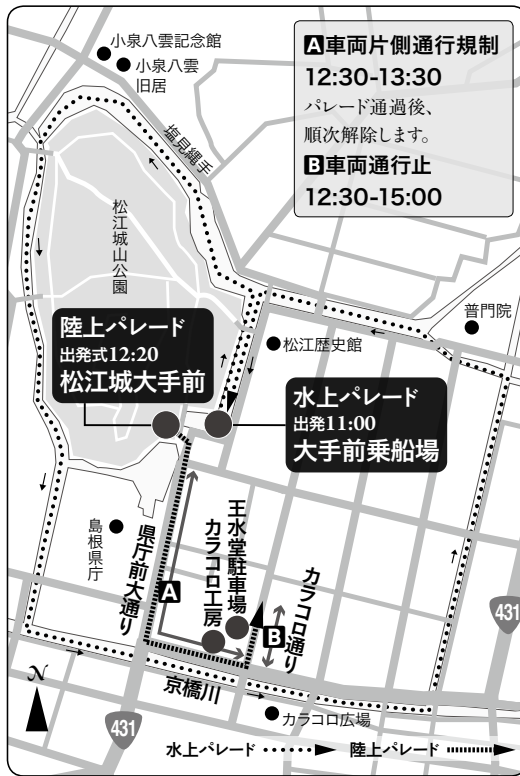 小泉八雲記念館
小泉八雲
旧居
A車両片側通行規制
12:30-13:30
パレード通過後、
順次解除します。
B車両通行止
12:30-15:00
塩見縄手
松江城山公園
普門院
陸上パレード
出発式12:20
松江城大手前
松江歴史館
水上パレード
出発11:00
大手前乗船場
島根県庁
県庁前大通り
A
王水堂駐車場
カラコロ工房
B
カラコロ通り
431
京橋川
N
431
カラコロ広場
水上パレード
陸上パレード